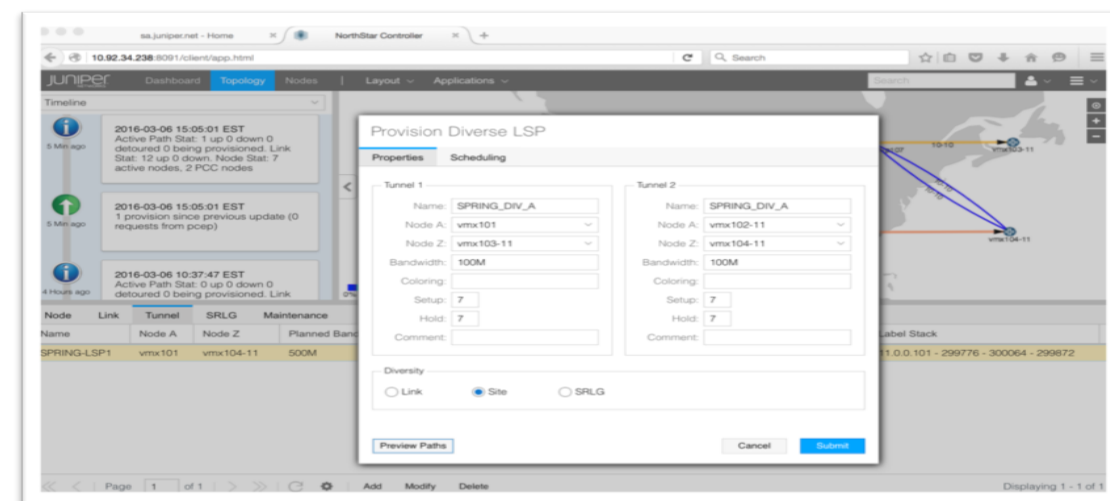 sa.juniper.net - Home × NorthStar Controller × +
10.92.34.238:8091/client/app.html C Search
JUNIPER Dashboard Topology Nodes Layout Applications Search
Timeline
5 Min ago
2016-03-06 15:05:01 EST
Active Path Stat: 1 up 0 down 0
detoured 0 being provisioned. Link
Stat: 12 up 0 down. Node Stat: 7
active nodes, 2 PCC nodes
5 Min ago
2016-03-06 15:05:01 EST
1 provision since previous update (0
requests from pcep)
4 Hours ago
2016-03-06 10:37:47 EST
Active Path Stat: 0 up 0 down 0
detoured 0 being provisioned. Link
10-10
vmx103-11
vmx104-11
Provision Diverse LSP
Properties Scheduling
Tunnel 1
Name: SPRING_DIV_A
Node A: vmx101
Node Z: vmx103-11
Bandwidth: 100M
Coloring:
Setup: 7
Hold: 7
Comment:
Tunnel 2
Name: SPRING_DIV_A
Node A: vmx102-11
Node Z: vmx104-11
Bandwidth: 100M
Coloring:
Setup: 7
Hold: 7
Comment:
Diversity
Link Site SRLG
Preview Paths Cancel Submit
Node Link Tunnel SRLG Maintenance
Name Node A Node Z Planned Band Label Stack
SPRING-LSP1 vmx101 vmx104-11 500M 11.0.0.101 - 299776 - 300064 - 299872
Page 1 of 1 Add Modify Delete Displaying 1 - 1 of 1